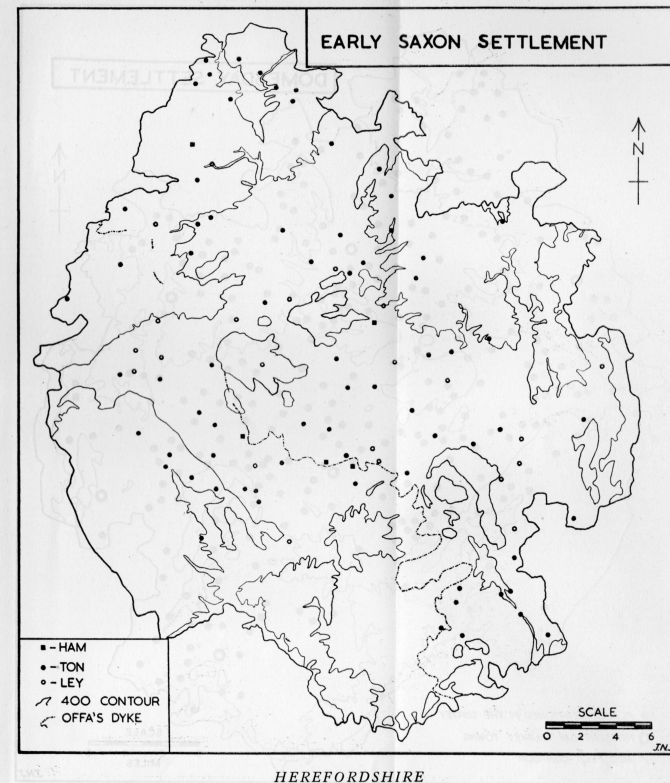 EARLY SAXON SETTLEMENT
N
- HAM
- TON
- LEY
400 CONTOUR
OFFA'S DYKE
SCALE
0 2 4 6
J.N.J.
HEREFORDSHIRE